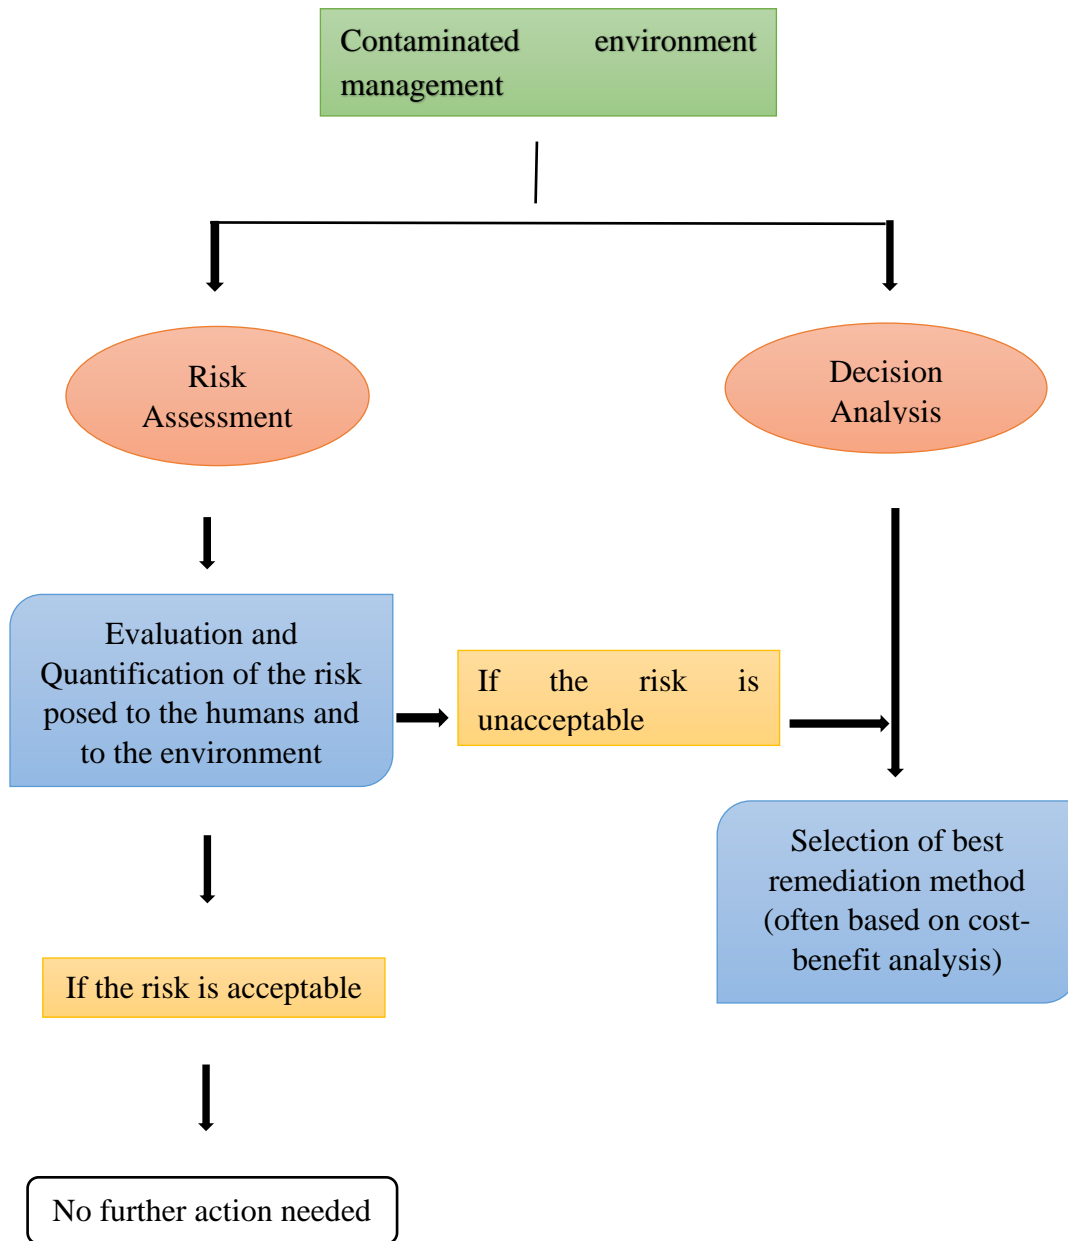 Contaminated environment
management
Risk
Assessment
Decision
Analysis
Evaluation and
Quantification of the risk
posed to the humans and
to the environment
If the risk is
unacceptable
Selection of best
remediation method
(often based on cost-
benefit analysis)
If the risk is acceptable
No further action needed